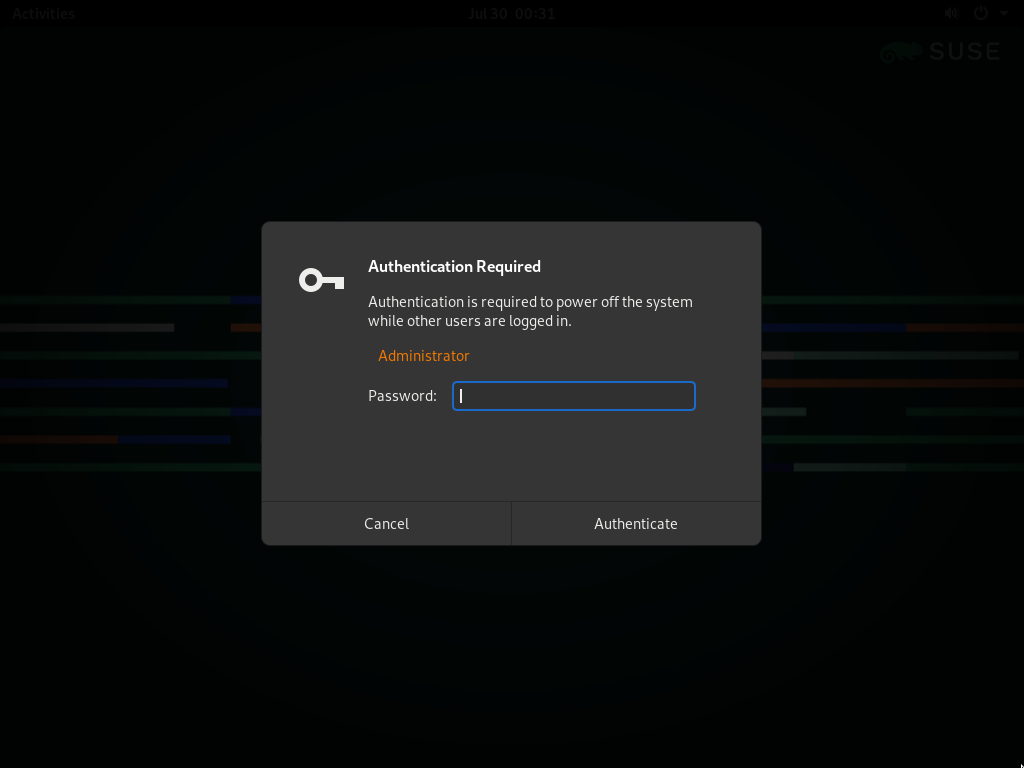 Activities
Jul 30 00:31
SUSE
Authentication Required
Authentication is required to power off the system
while other users are logged in.
Administrator
Password:
Cancel
Authenticate